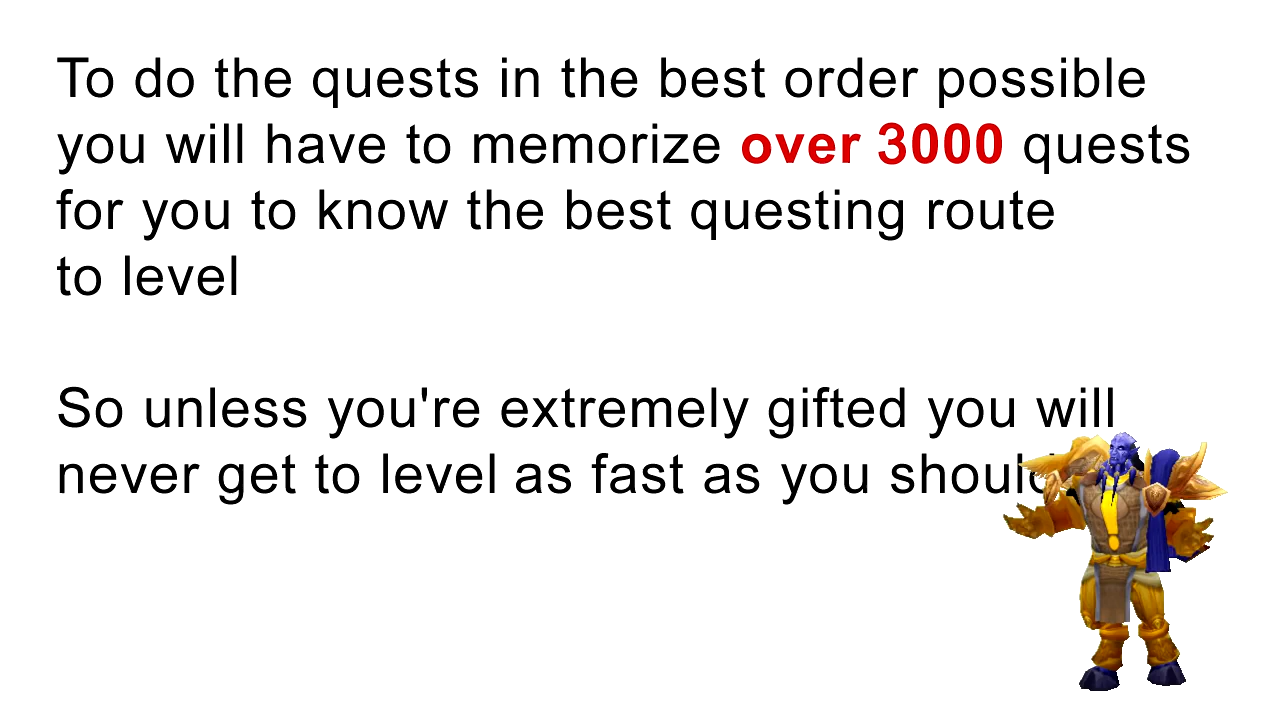 To do the quests in the best order possible
you will have to memorize over 3000 quests
for you to know the best questing route
to level
So unless you're extremely gifted you will
never get to level as fast as you should